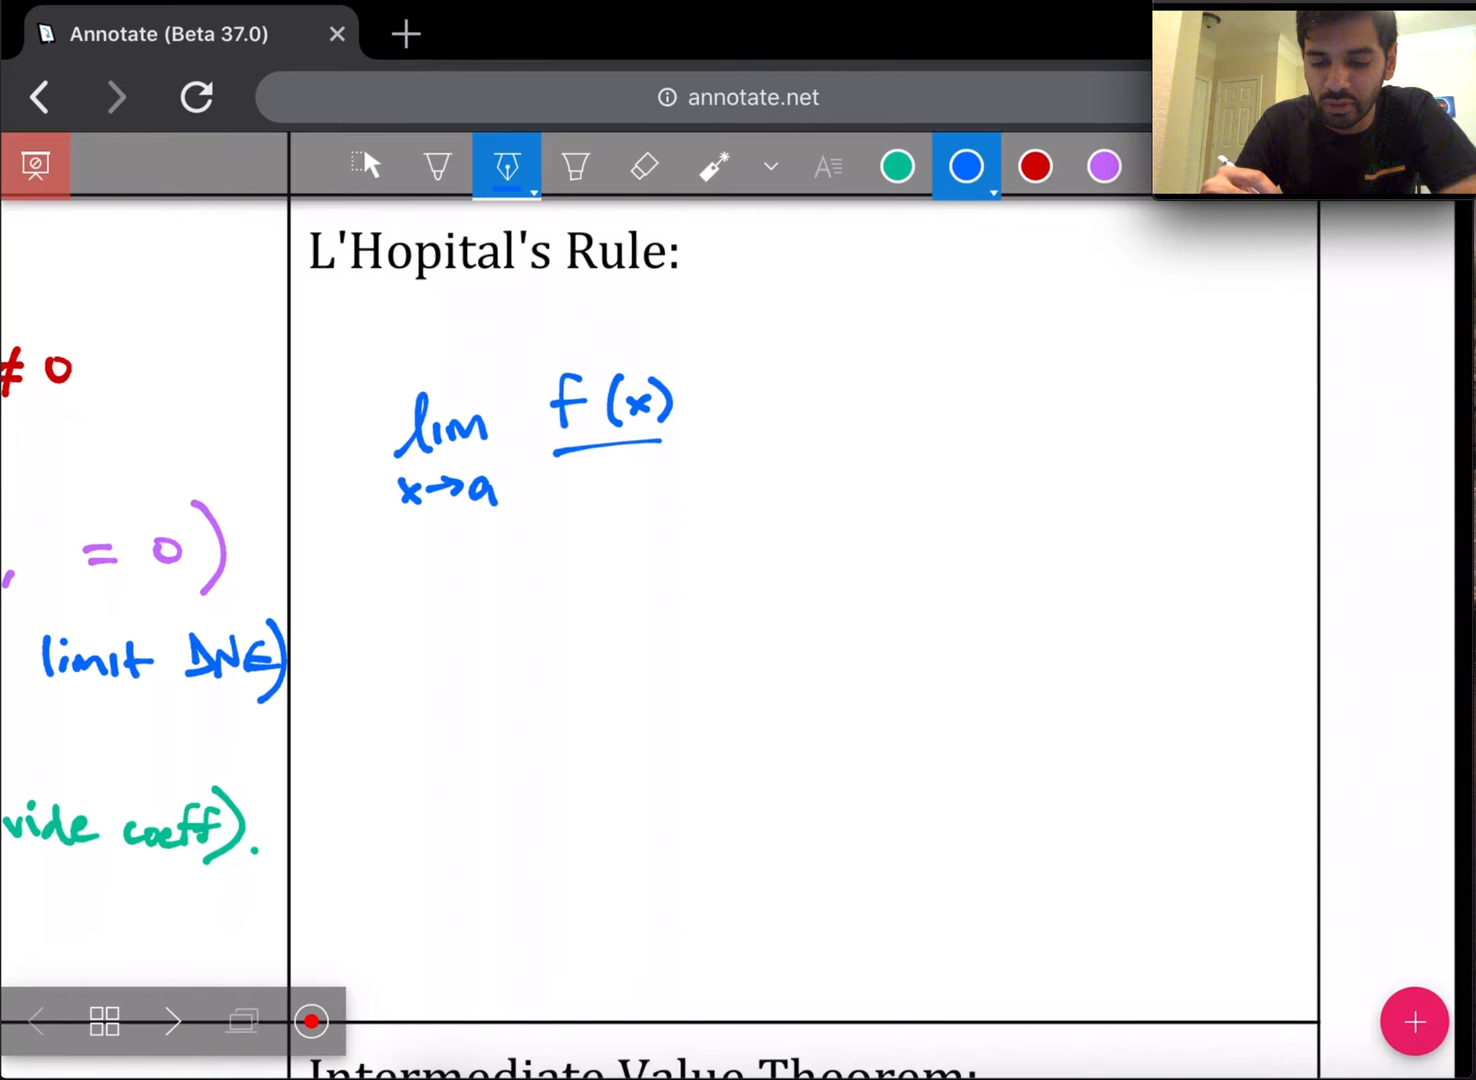 Annotate (Beta 37.0)
annotate.net
L'Hopital's Rule:
≠ 0
lim f(x)
x→a
= 0)
limit DNE)
vide coeff).
Intermediate Value Theorem: